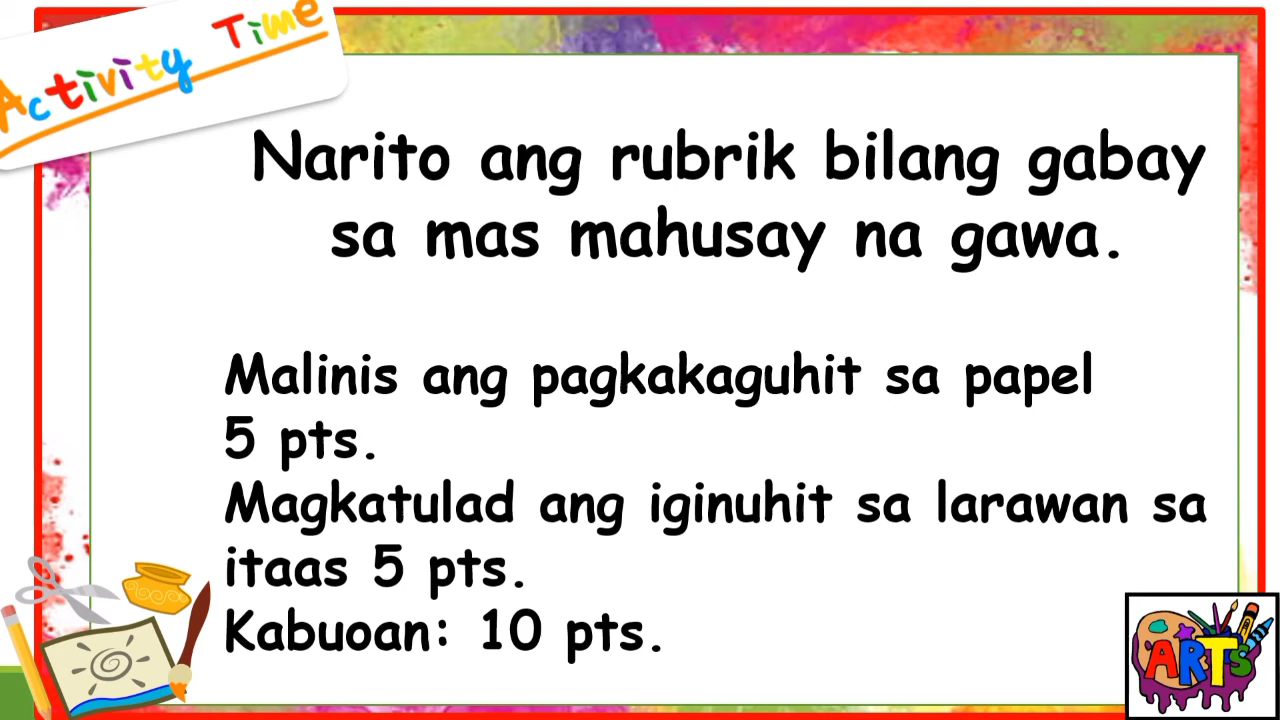 Activity Time
Narito ang rubrik bilang gabay
sa mas mahusay na gawa.
Malinis ang pagkakaguhit sa papel
5 pts.
Magkatulad ang iginuhit sa larawan sa
itaas 5 pts.
Kabuoan: 10 pts.
ARTS